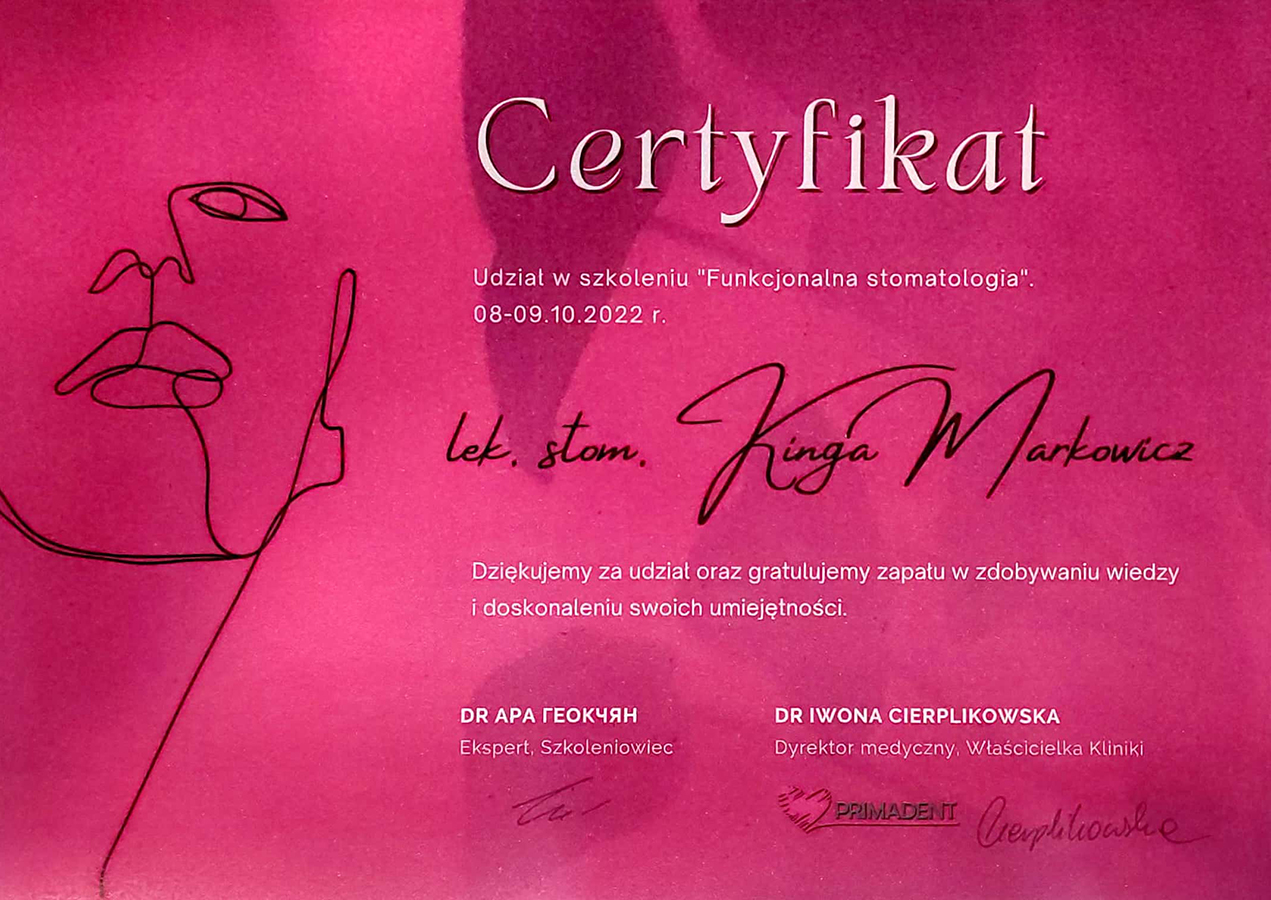 Certyfikat
Udział w szkoleniu "Funkcjonalna stomatologia".
08-09.10.2022 r.
lek. stom. Kinga Markowicz
Dziękujemy za udział oraz gratulujemy zapału w zdobywaniu wiedzy
i doskonaleniu swoich umiejętności.
DR АРА ГЕОКЧЯН
Ekspert, Szkoleniowiec
DR IWONA CIERPLIKOWSKA
Dyrektor medyczny, Właścicielka Kliniki
PRIMADENT
Cierplikowska